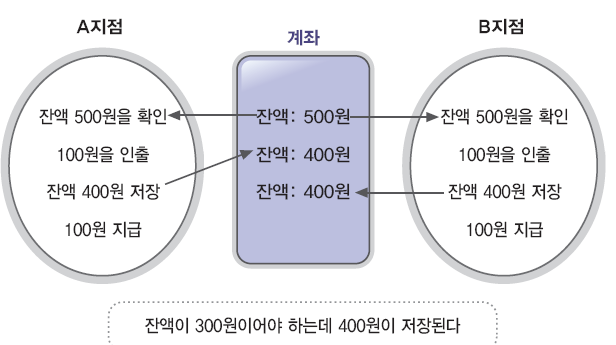 A지점
계좌
B지점
잔액 500원을 확인
100원을 인출
잔액 400원 저장
100원 지급
잔액: 500원
잔액: 400원
잔액: 400원
잔액 500원을 확인
100원을 인출
잔액 400원 저장
100원 지급
잔액이 300원이어야 하는데 400원이 저장된다